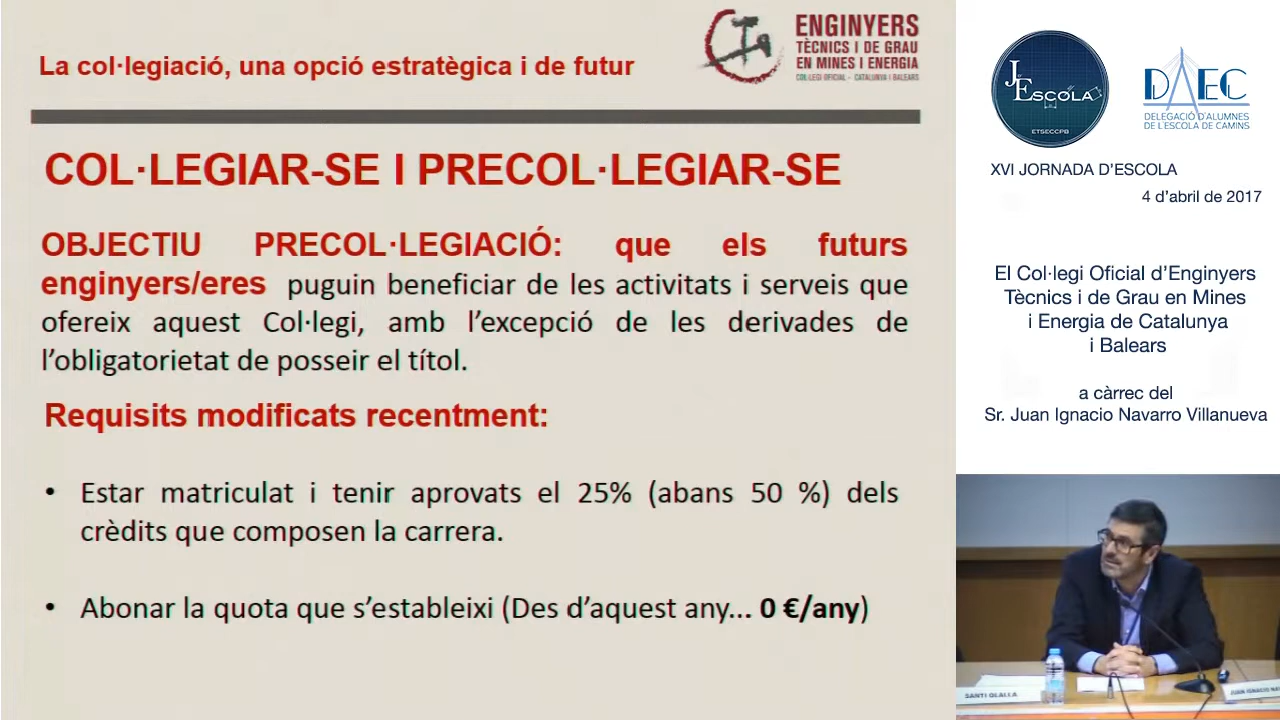 La col·legiació, una opció estratègica i de futur
ENGINYERS
TÈCNICS I DE GRAU
EN MINES I ENERGIA
COL·LEGI OFICIAL - CATALUNYA I BALEARS
COL·LEGIAR-SE I PRECOL·LEGIAR-SE
OBJECTIU PRECOL·LEGIACIÓ: que els futurs
enginyers/eres puguin beneficiar de les activitats i serveis que
ofereix aquest Col·legi, amb l'excepció de les derivades de
l'obligatorietat de posseir el títol.
Requisits modificats recentment:
• Estar matriculat i tenir aprovats el 25% (abans 50 %) dels
crèdits que composen la carrera.
• Abonar la quota que s'estableixi (Des d'aquest any... 0 €/any)
ESCOLA
ETSECCPB
DAEC
DELEGACIÓ D'ALUMNES
DE L'ESCOLA DE CAMINS
XVI JORNADA D'ESCOLA
4 d'abril de 2017
El Col·legi Oficial d'Enginyers
Tècnics i de Grau en Mines
i Energia de Catalunya
i Balears
a càrrec del
Sr. Juan Ignacio Navarro Villanueva
SANTI OLALLA
JUAN IGNACIO